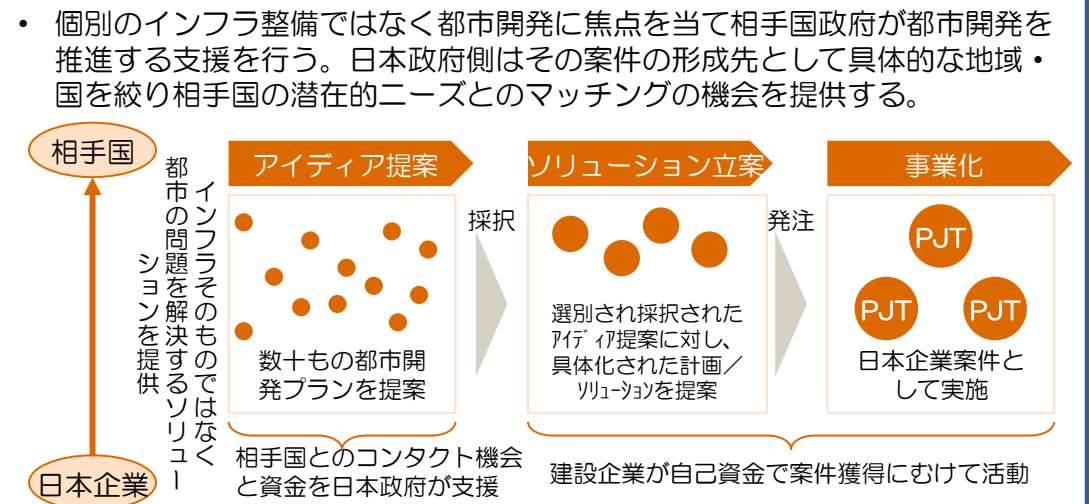 • 個別のインフラ整備ではなく都市開発に焦点を当て相手国政府が都市開発を
推進する支援を行う。日本政府側はその案件の形成先として具体的な地域・
国を絞り相手国の潜在的ニーズとのマッチングの機会を提供する。
相手国
日本企業
インフラそのものではなく
都市の問題を解決するソリュー
ションを提供
アイディア提案
数十もの都市開
発プランを提案
採択
ソリューション立案
選別され採択された
ｱｲﾃﾞｨｱ提案に対し、
具体化された計画／
ｿﾘｭｰｼｮﾝを提案
発注
事業化
PJT
PJT
PJT
日本企業案件と
して実施
相手国とのコンタクト機会
と資金を日本政府が支援
建設企業が自己資金で案件獲得にむけて活動